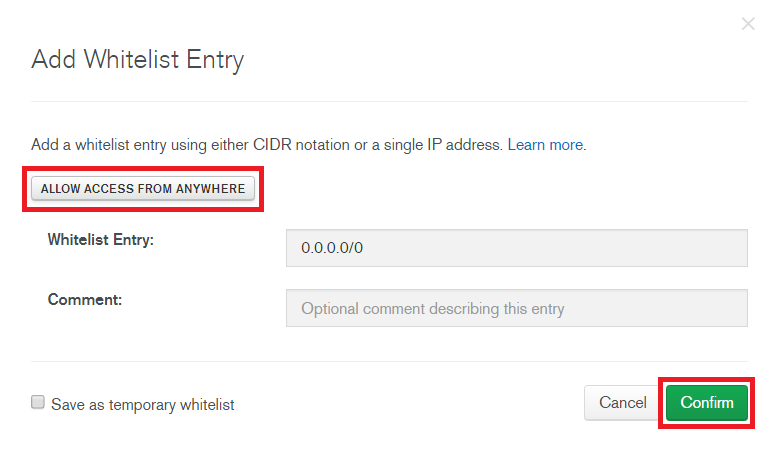 Add Whitelist Entry
Add a whitelist entry using either CIDR notation or a single IP address. Learn more.
ALLOW ACCESS FROM ANYWHERE
Whitelist Entry: 0.0.0.0/0
Comment: Optional comment describing this entry
Save as temporary whitelist Cancel Confirm